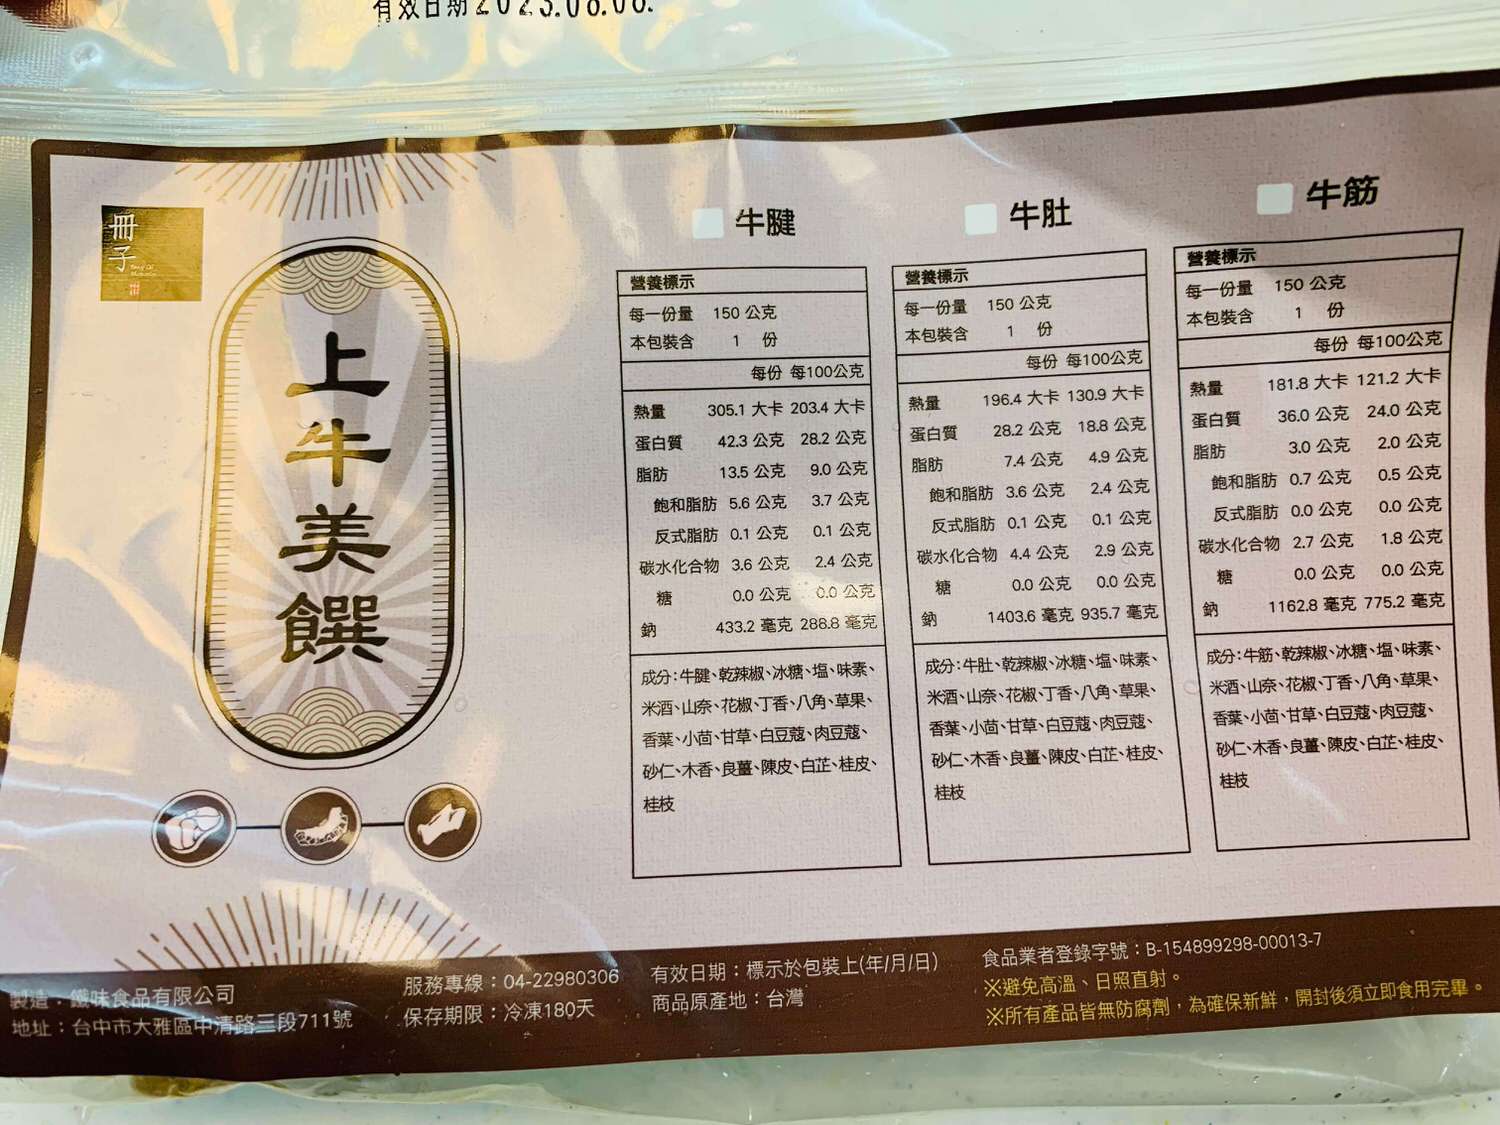 有效日期2023.08.08.
冊子
上牛美饌
牛腱
營養標示
每一份量 150 公克
本包裝含 1 份
每份 每100公克
熱量 305.1 大卡 203.4 大卡
蛋白質 42.3 公克 28.2 公克
脂肪 13.5 公克 9.0 公克
飽和脂肪 5.6 公克 3.7 公克
反式脂肪 0.1 公克 0.1 公克
碳水化合物 3.6 公克 2.4 公克
糖 0.0 公克 0.0 公克
鈉 433.2 毫克 288.8 毫克
成分:牛腱、乾辣椒、冰糖、塩、味素、
米酒、山奈、花椒、丁香、八角、草果、
香葉、小茴、甘草、白豆蔻、肉豆蔻、
砂仁、木香、良薑、陳皮、白芷、桂皮、
桂枝
牛肚
營養標示
每一份量 150 公克
本包裝含 1 份
每份 每100公克
熱量 196.4 大卡 130.9 大卡
蛋白質 28.2 公克 18.8 公克
脂肪 7.4 公克 4.9 公克
飽和脂肪 3.6 公克 2.4 公克
反式脂肪 0.1 公克 0.1 公克
碳水化合物 4.4 公克 2.9 公克
糖 0.0 公克 0.0 公克
鈉 1403.6 毫克 935.7 毫克
成分:牛肚、乾辣椒、冰糖、塩、味素、
米酒、山奈、花椒、丁香、八角、草果、
香葉、小茴、甘草、白豆蔻、肉豆蔻、
砂仁、木香、良薑、陳皮、白芷、桂皮、
桂枝
牛筋
營養標示
每一份量 150 公克
本包裝含 1 份
每份 每100公克
熱量 181.8 大卡 121.2 大卡
蛋白質 36.0 公克 24.0 公克
脂肪 3.0 公克 2.0 公克
飽和脂肪 0.7 公克 0.5 公克
反式脂肪 0.0 公克 0.0 公克
碳水化合物 2.7 公克 1.8 公克
糖 0.0 公克 0.0 公克
鈉 1162.8 毫克 775.2 毫克
成分:牛筋、乾辣椒、冰糖、塩、味素、
米酒、山奈、花椒、丁香、八角、草果、
香葉、小茴、甘草、白豆蔻、肉豆蔻、
砂仁、木香、良薑、陳皮、白芷、桂皮、
桂枝
製造:饌味食品有限公司
地址:台中市大雅區中清路三段711號
服務專線:04-22980306
保存期限:冷凍180天
有效日期:標示於包裝上(年/月/日)
商品原產地:台灣
食品業者登錄字號:B-154899298-00013-7
※避免高溫、日照直射。
※所有產品皆無防腐劑,為確保新鮮,開封後須立即食用完畢。